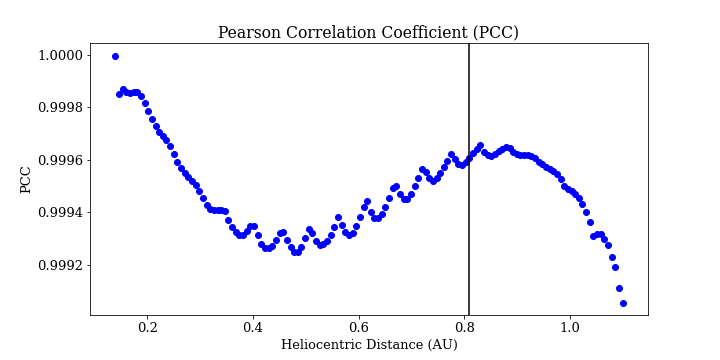 Pearson Correlation Coefficient (PCC)
1.0000
0.9998
0.9996
0.9994
0.9992
PCC
0.2 0.4 0.6 0.8 1.0
Heliocentric Distance (AU)